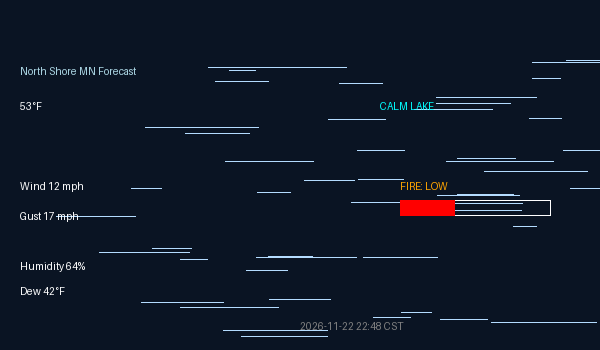 North Shore MN Forecast
53°F
CALM LAKE
Wind 12 mph
FIRE: LOW
Gust 17 mph
Humidity 64%
Dew 42°F
2026-11-22 22:48 CST